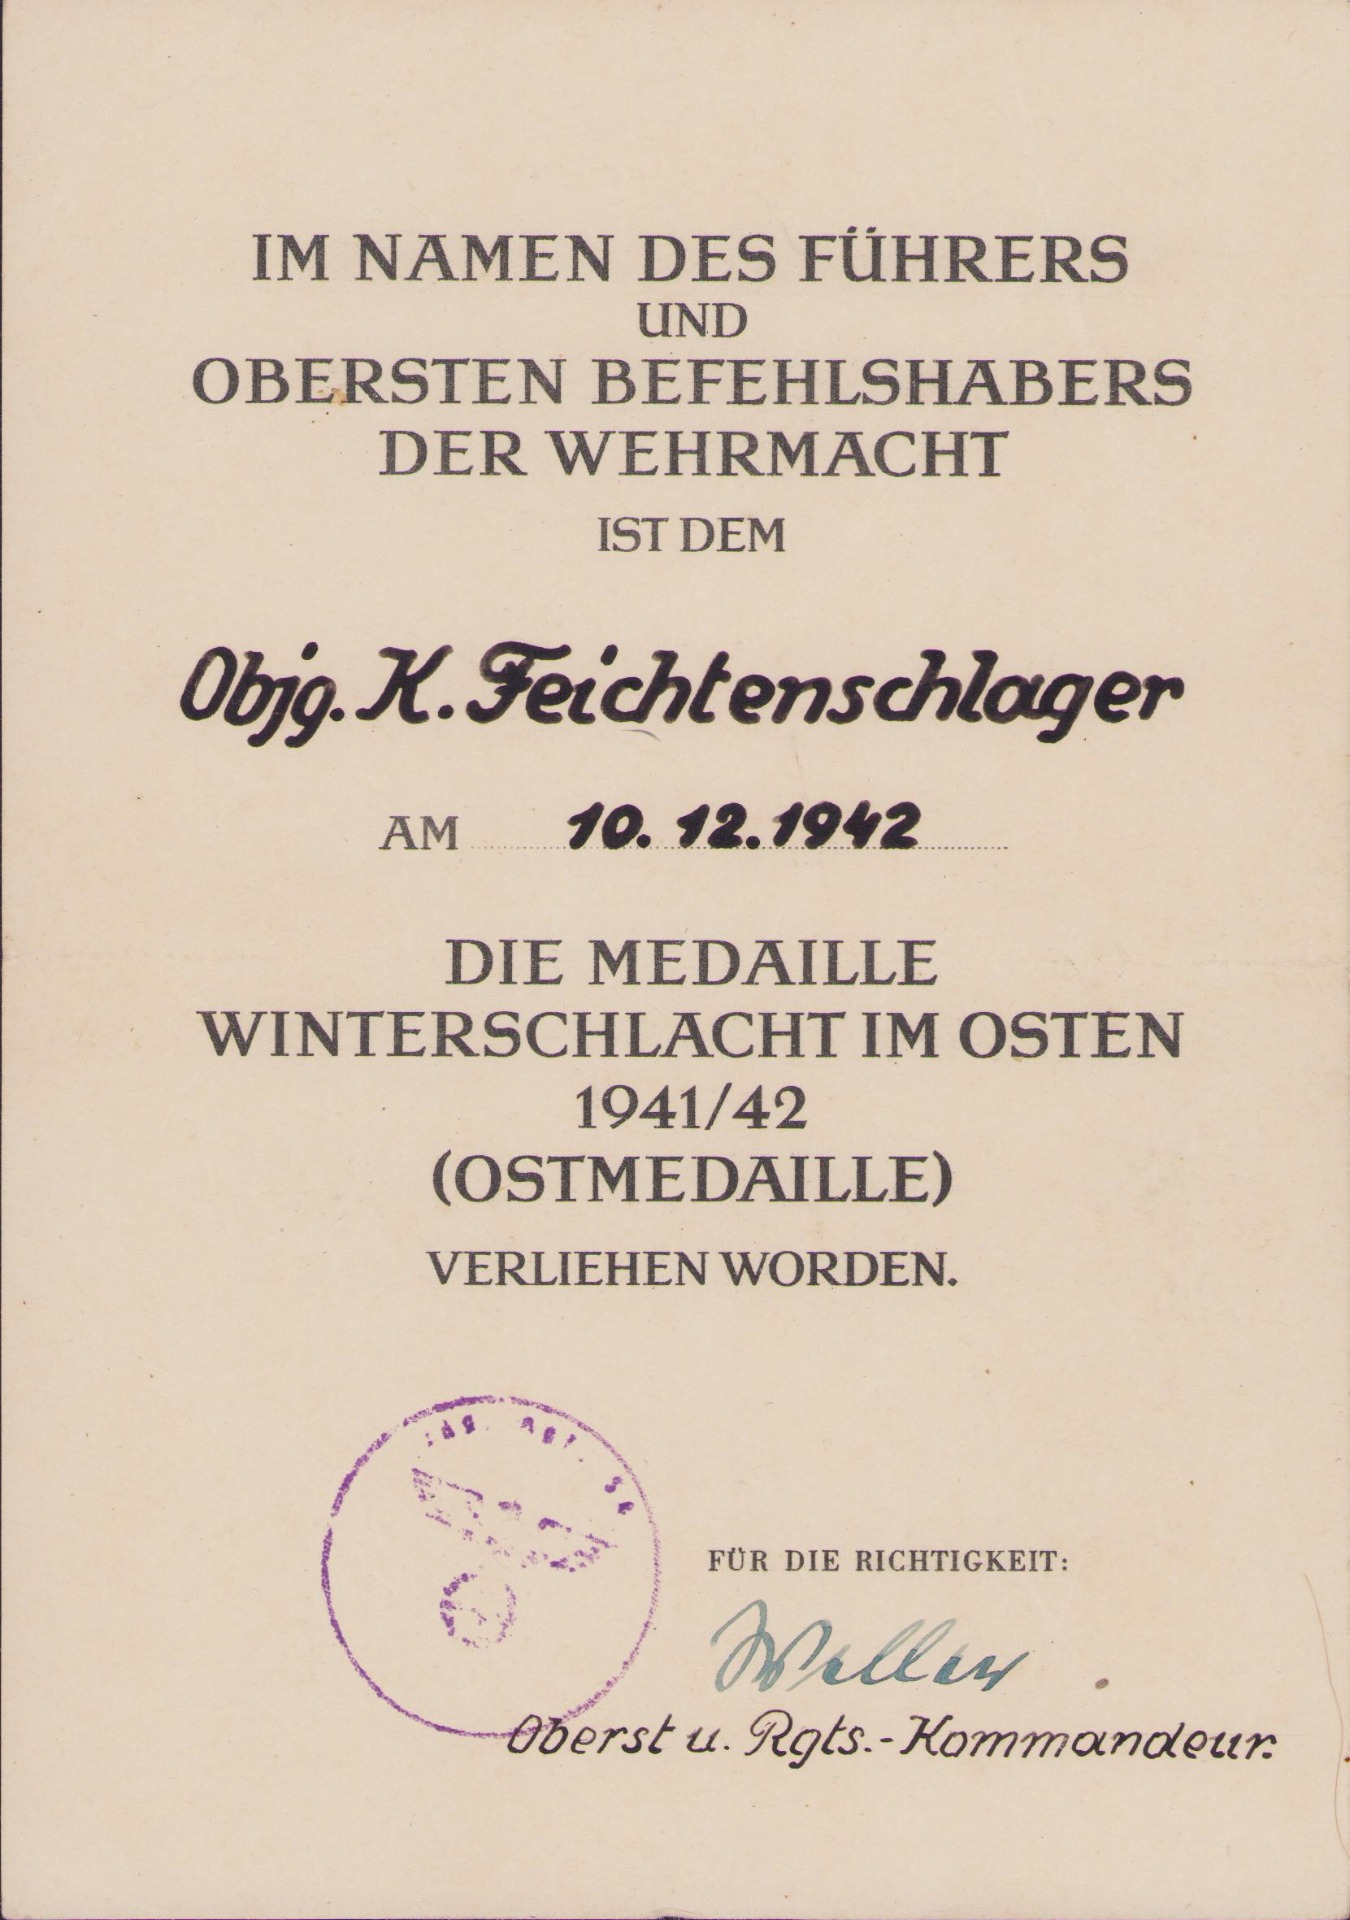 IM NAMEN DES FÜHRERS
UND
OBERSTEN BEFEHLSHABERS
DER WEHRMACHT
IST DEM
Objg. K. Feichtenschlager
AM 10.12.1942
DIE MEDAILLE
WINTERSCHLACHT IM OSTEN
1941/42
(OSTMEDAILLE)
VERLIEHEN WORDEN.
Rgt.
FÜR DIE RICHTIGKEIT:
Oberst u. Rgts.-Kommandeur.